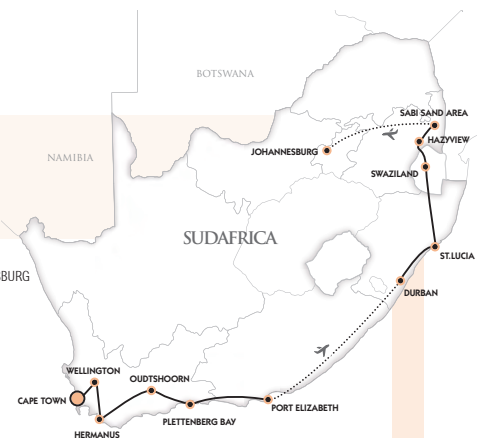 BOTSWANA
SABI SAND AREA
HAZYVIEW
JOHANNESBURG
NAMIBIA
SWAZILAND
SUDAFRICA
ST.LUCIA
SBURG
DURBAN
WELLINGTON
OUDTSHOORN
CAPE TOWN
PORT ELIZABETH
PLETTENBERG BAY
HERMANUS